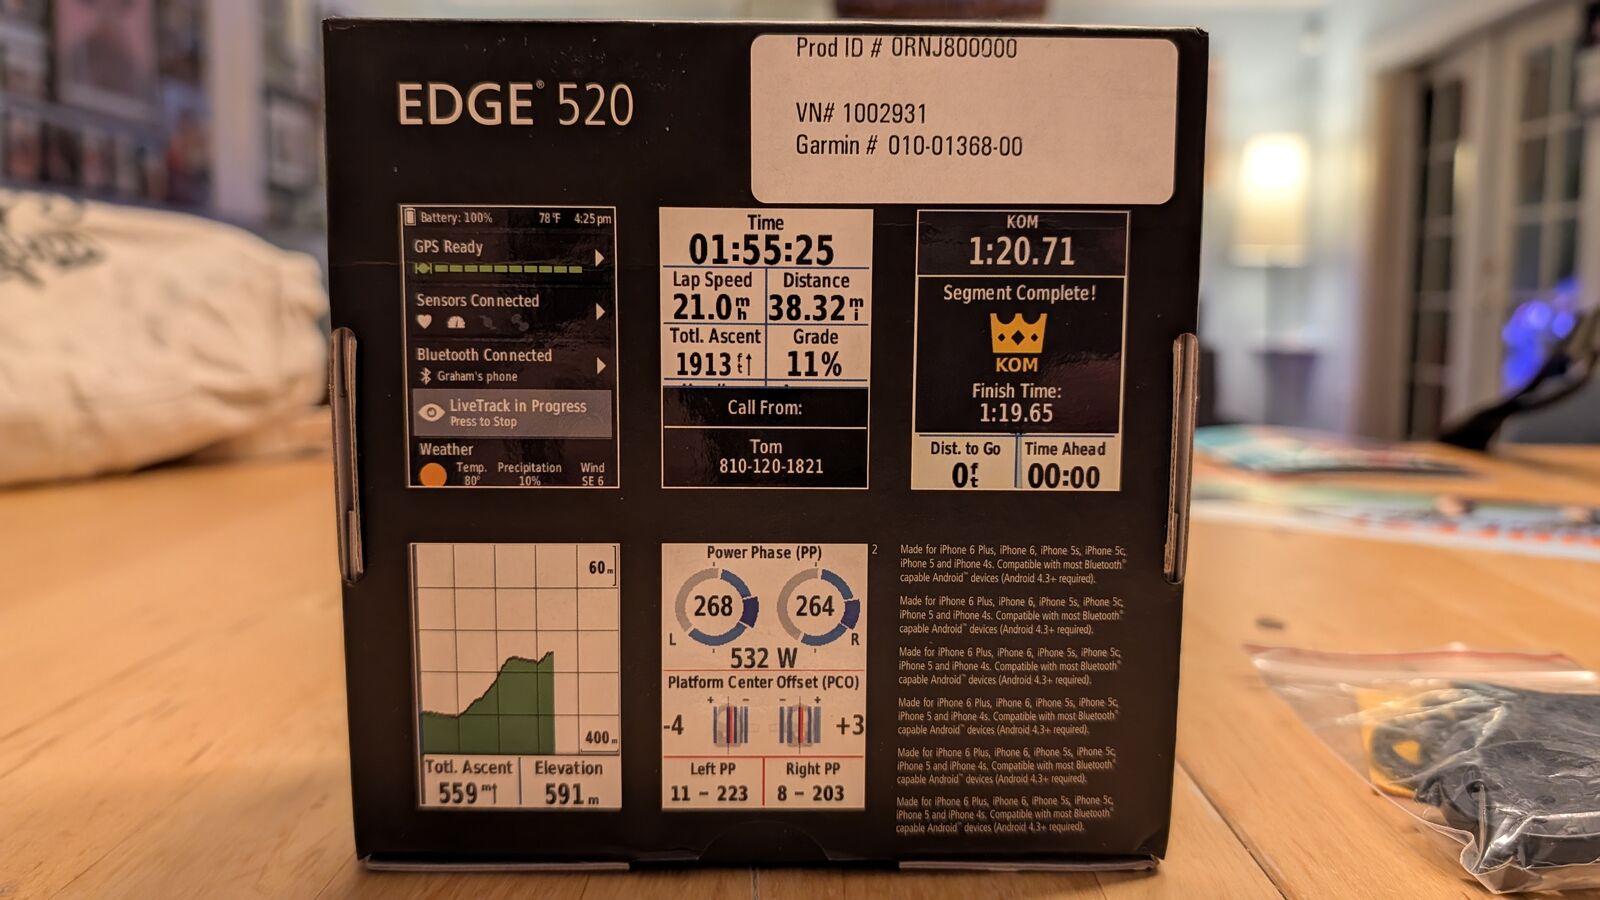 EDGE® 520
Prod ID # 0RNJ800000
VN# 1002931
Garmin # 010-01368-00
Battery: 100% 78°F 4:25pm
GPS Ready
Sensors Connected
Bluetooth Connected
Graham's phone
LiveTrack in Progress
Press to Stop
Weather
Temp. Precipitation Wind
80° 10% SE 6
Time
01:55:25
Lap Speed Distance
21.0 mh 38.32 mi
Totl. Ascent Grade
1913 ft↑ 11%
Call From:
Tom
810-120-1821
KOM
1:20.71
Segment Complete!
KOM
Finish Time:
1:19.65
Dist. to Go Time Ahead
0 ft 00:00
60m
400m
Totl. Ascent Elevation
559 m↑ 591 m
Power Phase (PP) 2
268 264
L R
532 W
Platform Center Offset (PCO)
+ − − +
-4 +3
Left PP Right PP
11 – 223 8 – 203
Made for iPhone 6 Plus, iPhone 6, iPhone 5s, iPhone 5c,
iPhone 5 and iPhone 4s. Compatible with most Bluetooth®
capable Android™ devices (Android 4.3+ required).
Made for iPhone 6 Plus, iPhone 6, iPhone 5s, iPhone 5c,
iPhone 5 and iPhone 4s. Compatible with most Bluetooth®
capable Android™ devices (Android 4.3+ required).
Made for iPhone 6 Plus, iPhone 6, iPhone 5s, iPhone 5c,
iPhone 5 and iPhone 4s. Compatible with most Bluetooth®
capable Android™ devices (Android 4.3+ required).
Made for iPhone 6 Plus, iPhone 6, iPhone 5s, iPhone 5c,
iPhone 5 and iPhone 4s. Compatible with most Bluetooth®
capable Android™ devices (Android 4.3+ required).
Made for iPhone 6 Plus, iPhone 6, iPhone 5s, iPhone 5c,
iPhone 5 and iPhone 4s. Compatible with most Bluetooth®
capable Android™ devices (Android 4.3+ required).
Made for iPhone 6 Plus, iPhone 6, iPhone 5s, iPhone 5c,
iPhone 5 and iPhone 4s. Compatible with most Bluetooth®
capable Android™ devices (Android 4.3+ required).